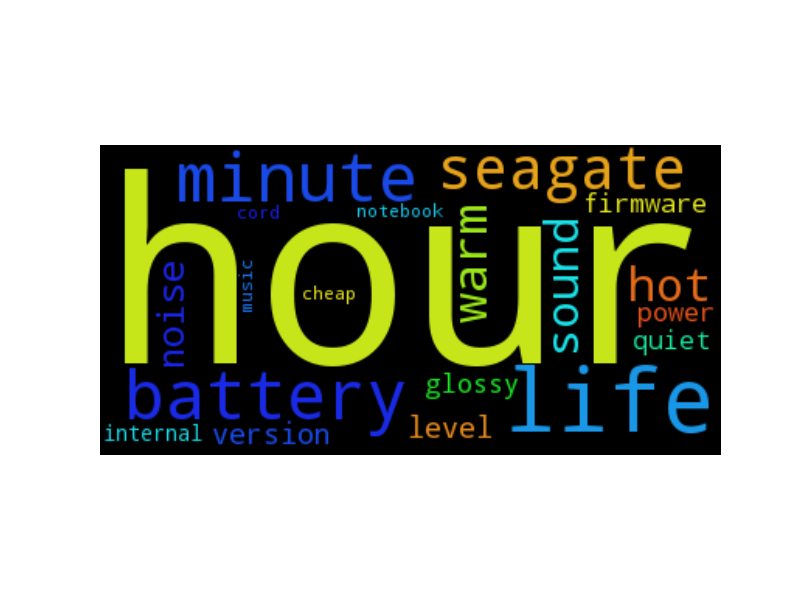 minute
seagate
cord
notebook
firmware
hour
warm
sound
noise
music
cheap
hot
power
quiet
battery
glossy
life
internal
version
level